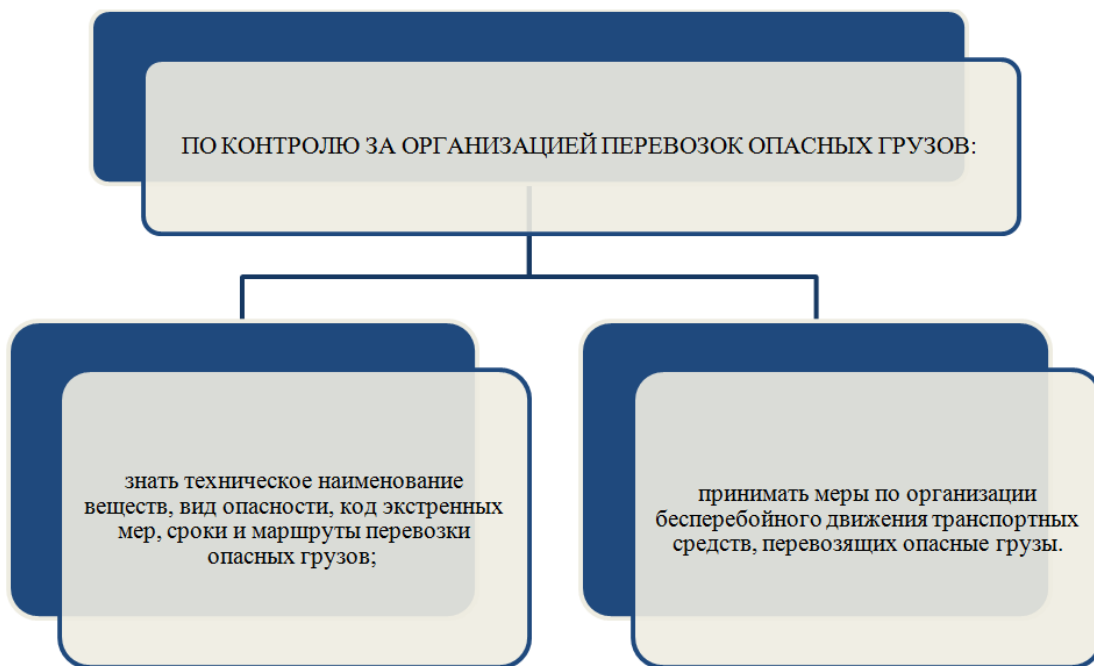 ПО КОНТРОЛЮ ЗА ОРГАНИЗАЦИЕЙ ПЕРЕВОЗОК ОПАСНЫХ ГРУЗОВ:
знать техническое наименование
веществ, вид опасности, код экстренных
мер, сроки и маршруты перевозки
опасных грузов;
принимать меры по организации
бесперебойного движения транспортных
средств, перевозящих опасные грузы.